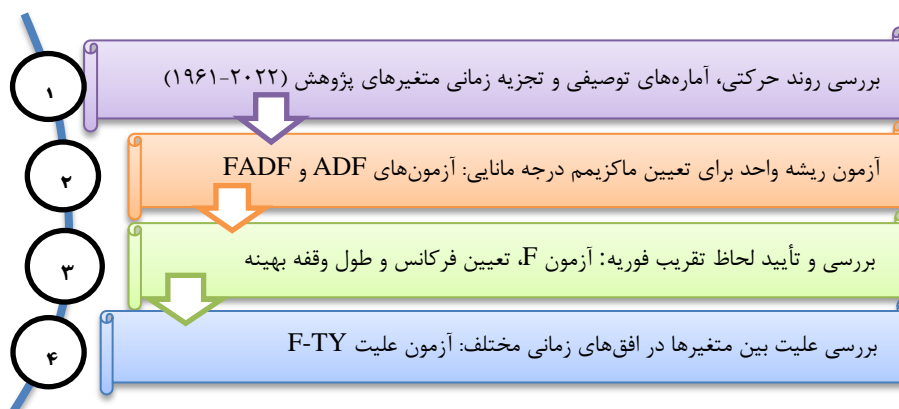 ۱
بررسی روند حرکتی، آماره‌های توصیفی و تجزیه زمانی متغیرهای پژوهش (۲۰۲۲-۱۹۶۱)
۲
آزمون ریشه واحد برای تعیین ماکزیمم درجه مانایی: آزمون‌های ADF و FADF
۳
بررسی و تأیید لحاظ تقریب فوریه: آزمون F، تعیین فرکانس و طول وقفه بهینه
۴
بررسی علیت بین متغیرها در افق‌های زمانی مختلف: آزمون علیت F-TY